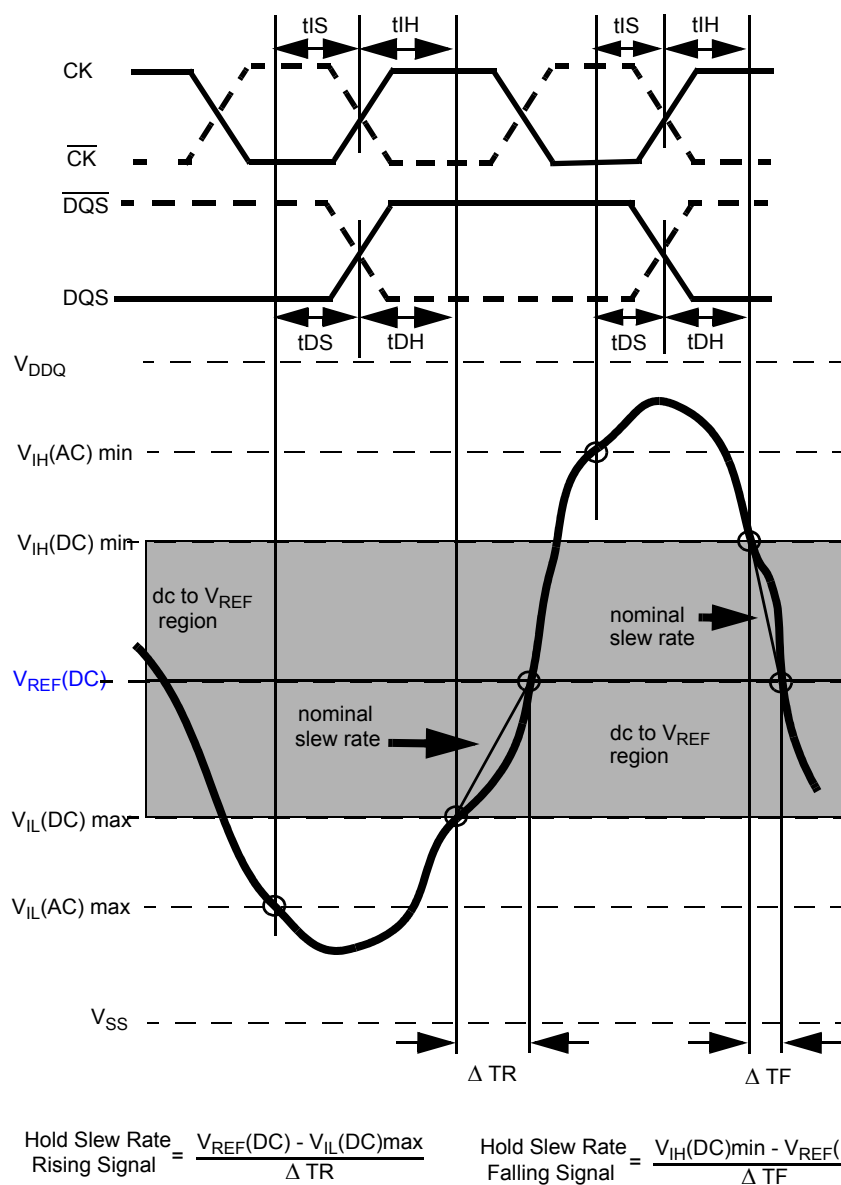 tIS tIH tIS tIH
CK
CK
DQS
DQS
tDS tDH tDS tDH
VDDQ
VIH(AC) min
VIH(DC) min
dc to VREF
region
nominal
slew rate
VREF(DC)
nominal
slew rate
dc to VREF
region
VIL(DC) max
VIL(AC) max
VSS
Δ TR Δ TF
Hold Slew Rate
Rising Signal = VREF(DC) - VIL(DC)max
Δ TR
Hold Slew Rate
Falling Signal = VIH(DC)min - VREF(
Δ TF